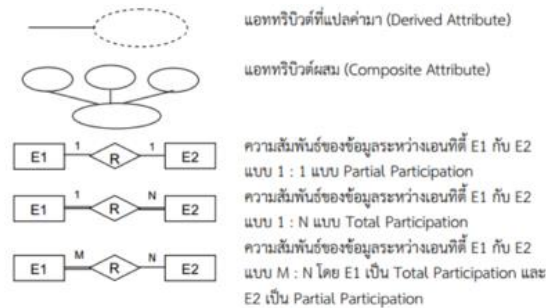 แอททริบิวต์ที่แปลค่ามา (Derived Attribute)
แอททริบิวต์ผสม (Composite Attribute)
E1 1 R 1 E2
ความสัมพันธ์ของข้อมูลระหว่างเอนทิตี้ E1 กับ E2
แบบ 1 : 1 แบบ Partial Participation
E1 1 R N E2
ความสัมพันธ์ของข้อมูลระหว่างเอนทิตี้ E1 กับ E2
แบบ 1 : N แบบ Total Participation
E1 M R N E2
ความสัมพันธ์ของข้อมูลระหว่างเอนทิตี้ E1 กับ E2
แบบ M : N โดย E1 เป็น Total Participation และ
E2 เป็น Partial Participation